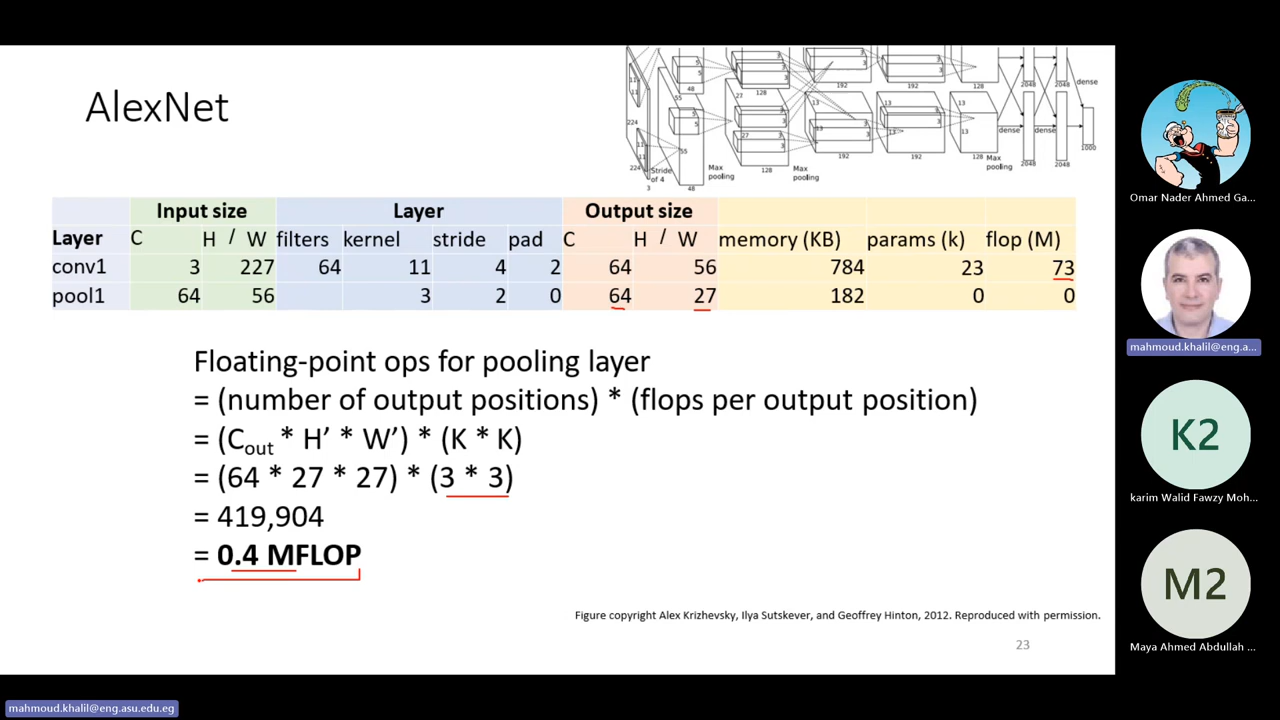 AlexNet
Input size Layer Output size
Layer C H / W filters kernel stride pad C H / W memory (KB) params (k) flop (M)
conv1 3 227 64 11 4 2 64 56 784 23 73
pool1 64 56 3 2 0 64 27 182 0 0
Floating-point ops for pooling layer
= (number of output positions) * (flops per output position)
= (Cout * H’ * W’) * (K * K)
= (64 * 27 * 27) * (3 * 3)
= 419,904
= 0.4 MFLOP
Figure copyright Alex Krizhevsky, Ilya Sutskever, and Geoffrey Hinton, 2012. Reproduced with permission.
23
Omar Nader Ahmed Ga...
mahmoud.khalil@eng.a...
K2
karim Walid Fawzy Moh...
M2
Maya Ahmed Abdullah ...
mahmoud.khalil@eng.asu.edu.eg